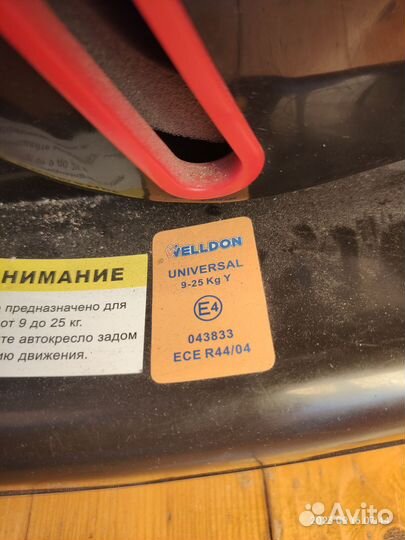 WELLDON
UNIVERSAL
9-25 Kg Y
E4
043833
ECE R44/04
НИМАНИЕ
предназначено для
от 9 до 25 кг.
те автокресло задом
ию движения.
Avito